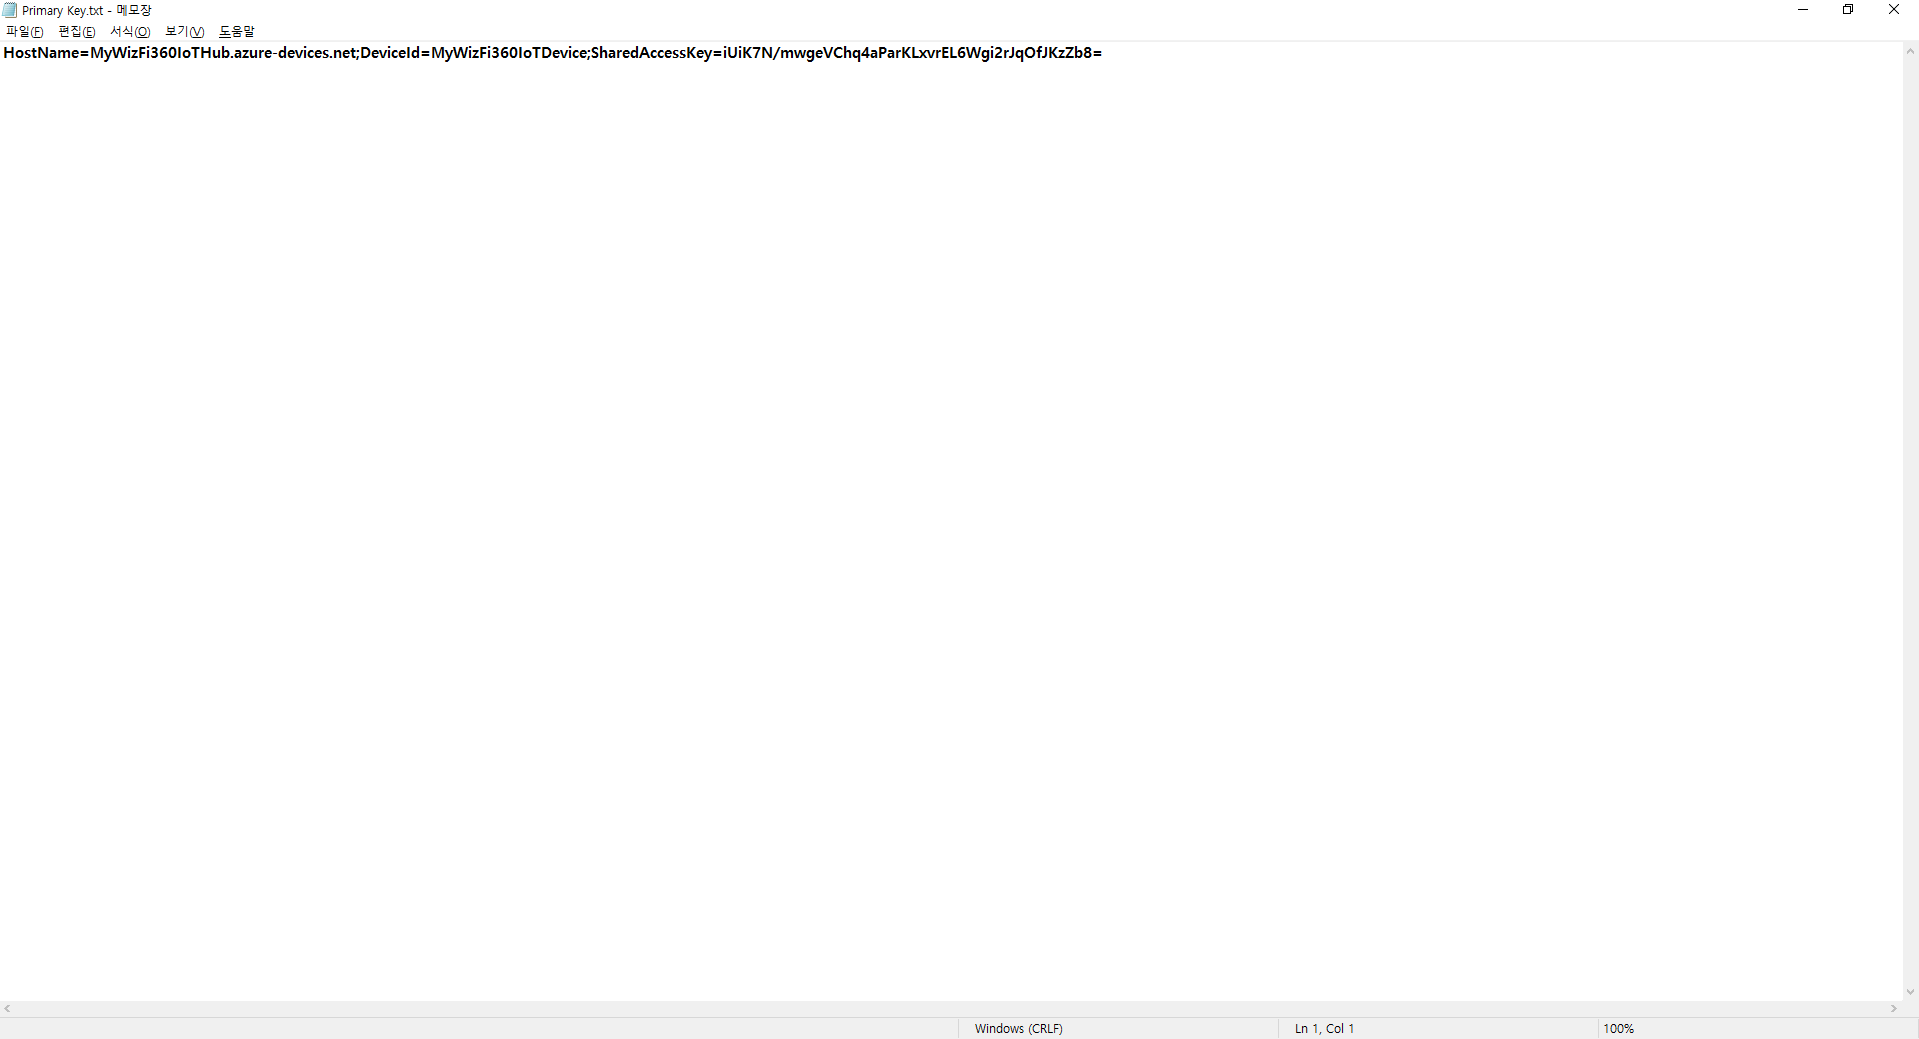 Primary Key.txt - 메모장
파일(F) 편집(E) 서식(O) 보기(V) 도움말
HostName=MyWizFi360IoTHub.azure-devices.net;DeviceId=MyWizFi360IoTDevice;SharedAccessKey=iUiK7N/mwgeVChq4aParKLxvrEL6Wgi2rJqOfJKzZb8=
Windows (CRLF) Ln 1, Col 1 100%